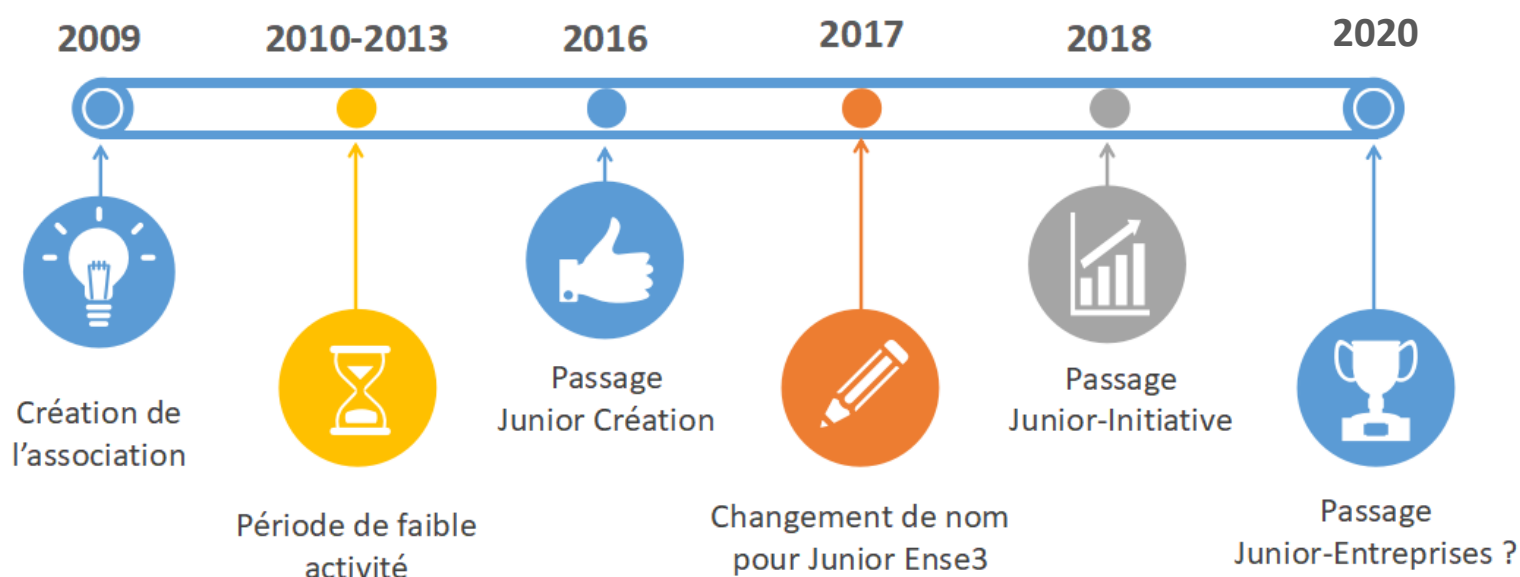 2009
2010-2013
2016
2017
2018
2020
Création de
l’association
Période de faible
activité
Passage
Junior Création
Changement de nom
pour Junior Ense3
Passage
Junior-Initiative
Passage
Junior-Entreprises ?